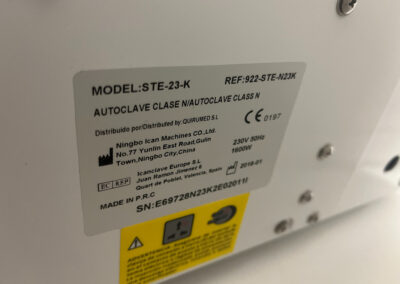 MODEL:STE-23-K REF:922-STE-N23K
AUTOCLAVE CLASE N/AUTOCLAVE CLASS N
Distribuido por/Distributed by: QUIRUMED S.L CE 0197
Ningbo Ican Machines CO.,Ltd.
No.77 Yunlin East Road,Gulin
Town,Ningbo City,China
230V 50Hz
1600W
EC REP
Icanclave Europe S.L
Juan Ramon Jimenez 6
Quart de Poblet, Valencia, Spain
2018-01
MADE IN P.R.C
SN:E69728N23K2E02011I